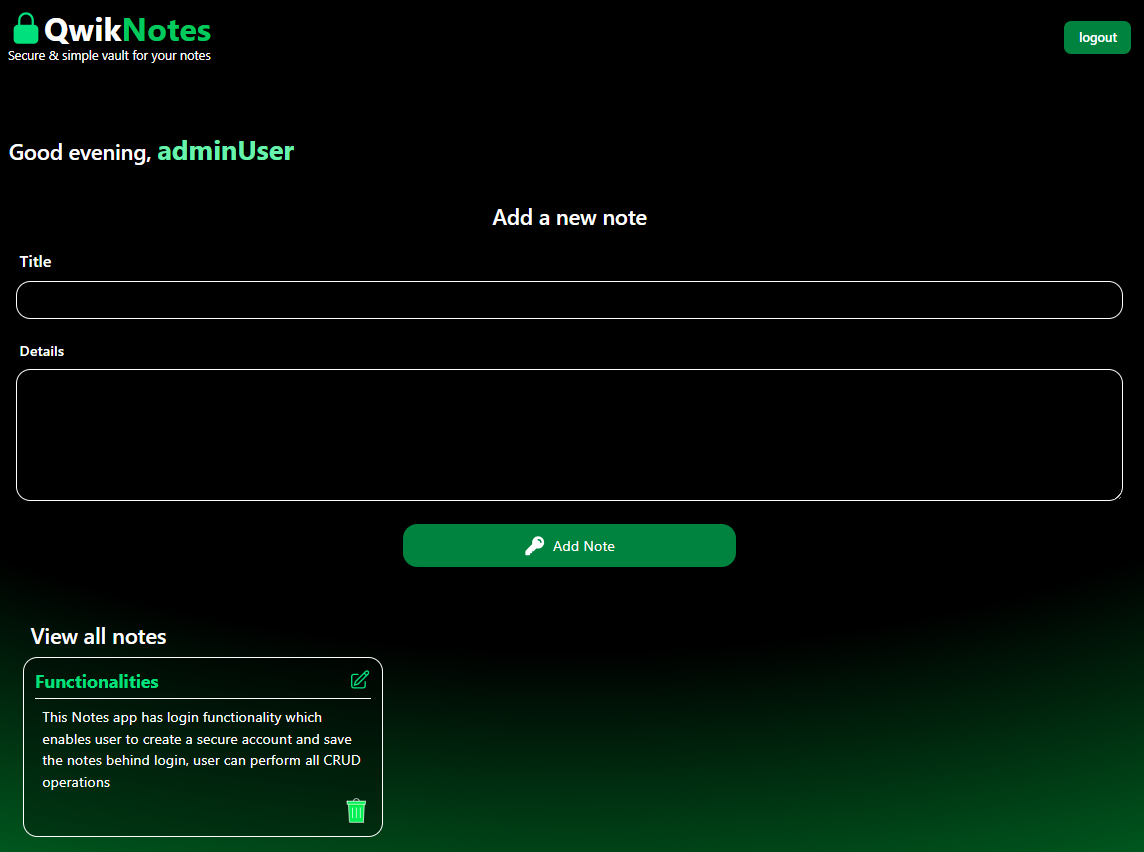 QwikNotes
Secure & simple vault for your notes
logout
Good evening, adminUser
Add a new note
Title
Details
Add Note
View all notes
Functionalities
This Notes app has login functionality which
enables user to create a secure account and save
the notes behind login, user can perform all CRUD
operations